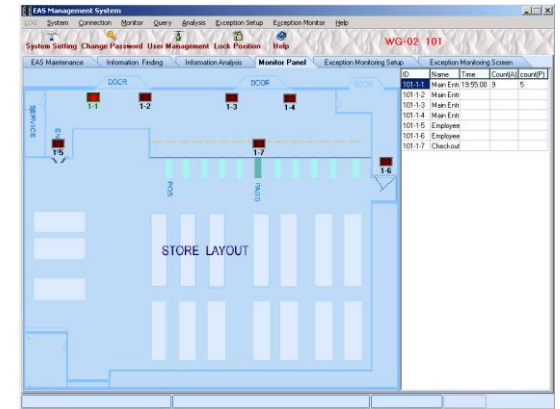 EAS Management System
LOG System Connection Monitor Query Analysis Exception Setup Exception Monitor Help
System Setting Change Password User Management Lock Position Help
WG-02 101
EAS Maintenance Information Finding Information Analysis Monitor Panel Exception Monitoring Setup Exception Monitoring Screen
ID Name Time Count(A) count(P)
101-1-1 Main Entr 19:55:00 9 5
101-1-2 Main Entr
101-1-3 Main Entr
101-1-4 Main Entr
101-1-5 Employee
101-1-6 Employee
101-1-7 Checkout
DOOR DOOR DOOR
1-1 1-2 1-3 1-4
SERVICE
1-5 1-7
1-6
POS PASS
STORE LAYOUT